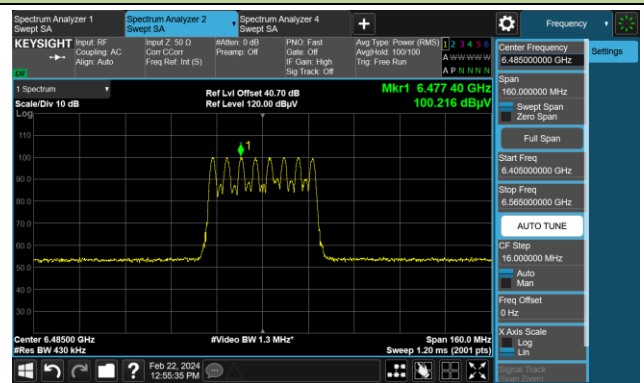 Spectrum Analyzer 1
Swept SA
Spectrum Analyzer 2
Swept SA
Spectrum Analyzer 4
Swept SA
+
Frequency
KEYSIGHT
Input: RF
Coupling: AC
Align: Auto
Input Z: 50 Ω
Corr CCorr
Freq Ref: Int (S)
#Atten: 0 dB
Preamp: Off
PNO: Fast
Gate: Off
IF Gain: High
Sig Track: Off
Avg Type: Power (RMS)
Avg|Hold: 100/100
Trig: Free Run
1 2 3 4 5 6
A W W W W W
A P N N N N
1 Spectrum
Scale/Div 10 dB
Log
Ref Lvl Offset 40.70 dB
Ref Level 120.00 dBµV
Mkr1 6.477 40 GHz
100.216 dBµV
110
100
90.0
80.0
70.0
60.0
50.0
40.0
30.0
1
Center 6.48500 GHz
#Res BW 430 kHz
#Video BW 1.3 MHz*
Span 160.0 MHz
Sweep 1.20 ms (2001 pts)
Feb 22, 2024
12:55:35 PM
?
Center Frequency
6.485000000 GHz
Settings
Span
160.000000 MHz
Swept Span
Zero Span
Full Span
Start Freq
6.405000000 GHz
Stop Freq
6.565000000 GHz
AUTO TUNE
CF Step
16.000000 MHz
Auto
Man
Freq Offset
0 Hz
X Axis Scale
Log
Lin
Signal Track
(Span Zoom)